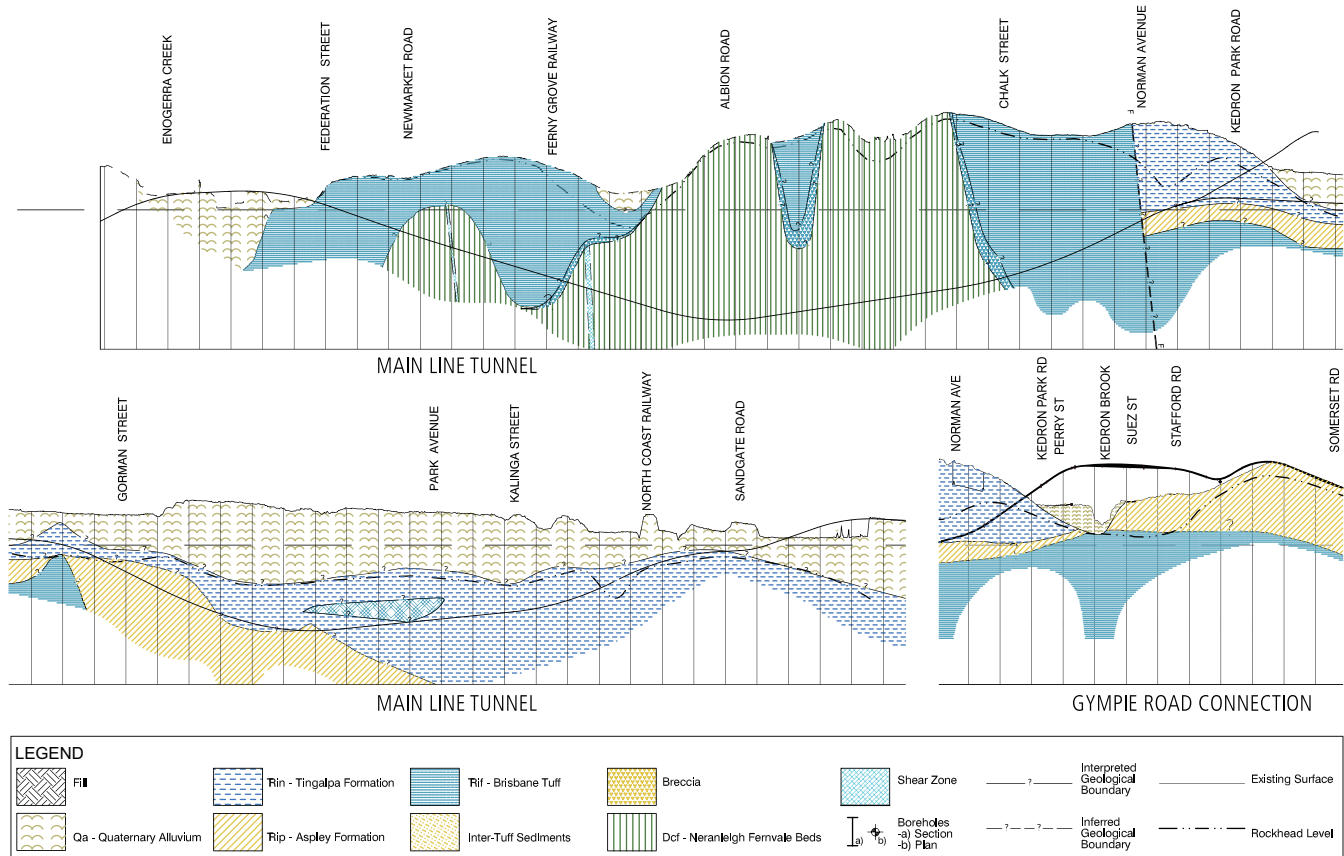 ENOGERRA CREEK
FEDERATION STREET
NEWMARKET ROAD
FERNY GROVE RAILWAY
ALBION ROAD
CHALK STREET
NORMAN AVENUE
KEDRON PARK ROAD
F
F
MAIN LINE TUNNEL
GORMAN STREET
PARK AVENUE
KALINGA STREET
NORTH COAST RAILWAY
SANDGATE ROAD
MAIN LINE TUNNEL
NORMAN AVE
KEDRON PARK RD
PERRY ST
KEDRON BROOK
SUEZ ST
STAFFORD RD
SOMERSET RD
GYMPIE ROAD CONNECTION
LEGEND
Fill
Qa - Quaternary Alluvium
Rin - Tingalpa Formation
Rip - Aspley Formation
Rif - Brisbane Tuff
Inter-Tuff Sediments
Breccia
Dcf - Neranleigh Fernvale Beds
Shear Zone
a) b)
Boreholes
-a) Section
-b) Plan
?
Interpreted
Geological
Boundary
? ?
Inferred
Geological
Boundary
Existing Surface
Rockhead Level